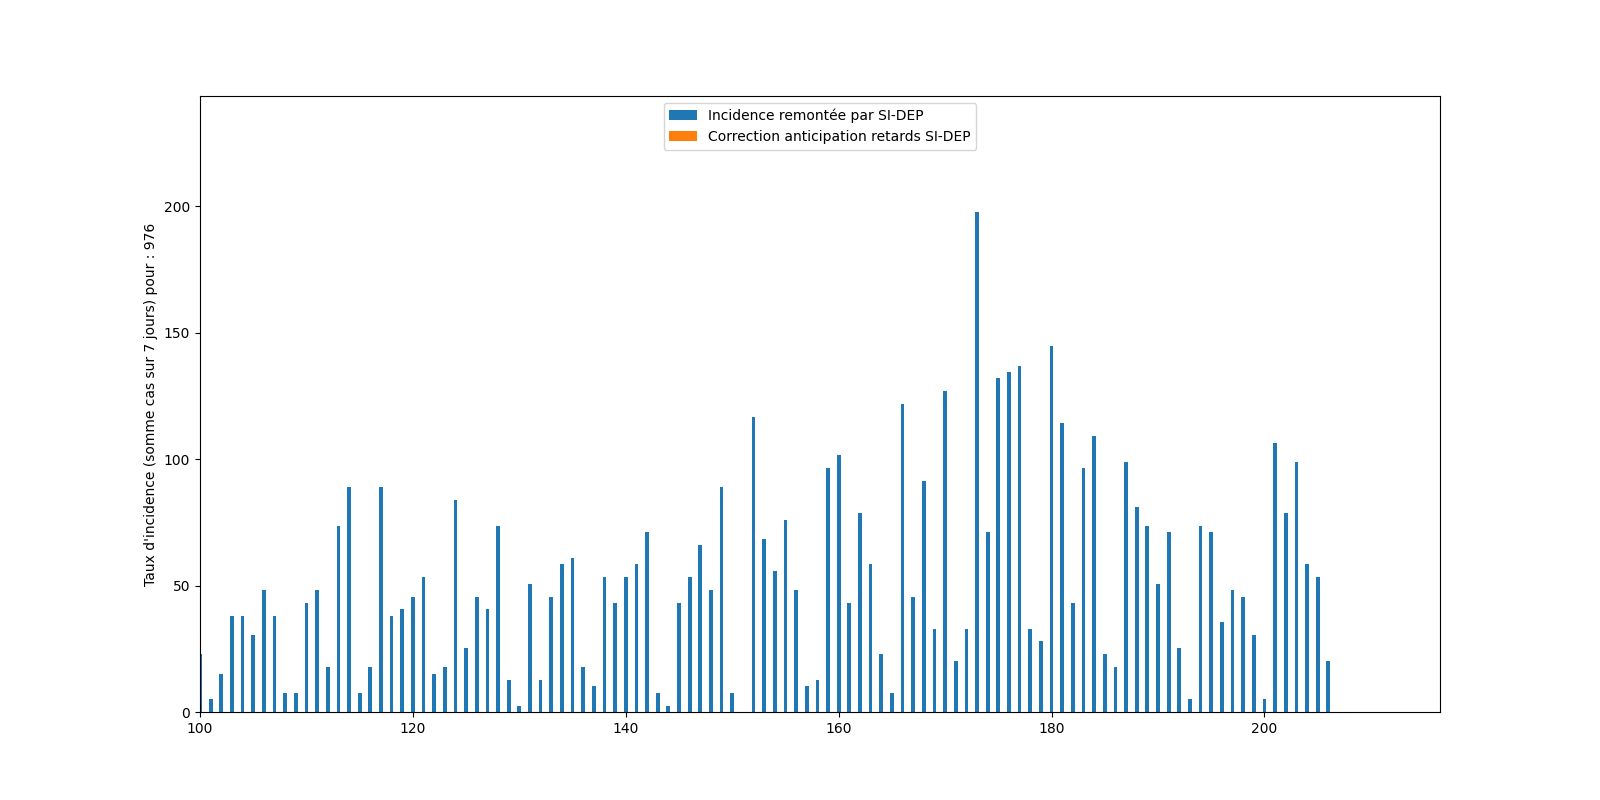 Incidence remontée par SI-DEP
Correction anticipation retards SI-DEP
Taux d'incidence (somme cas sur 7 jours) pour : 976
200
150
100
50
0
100 120 140 160 180 200